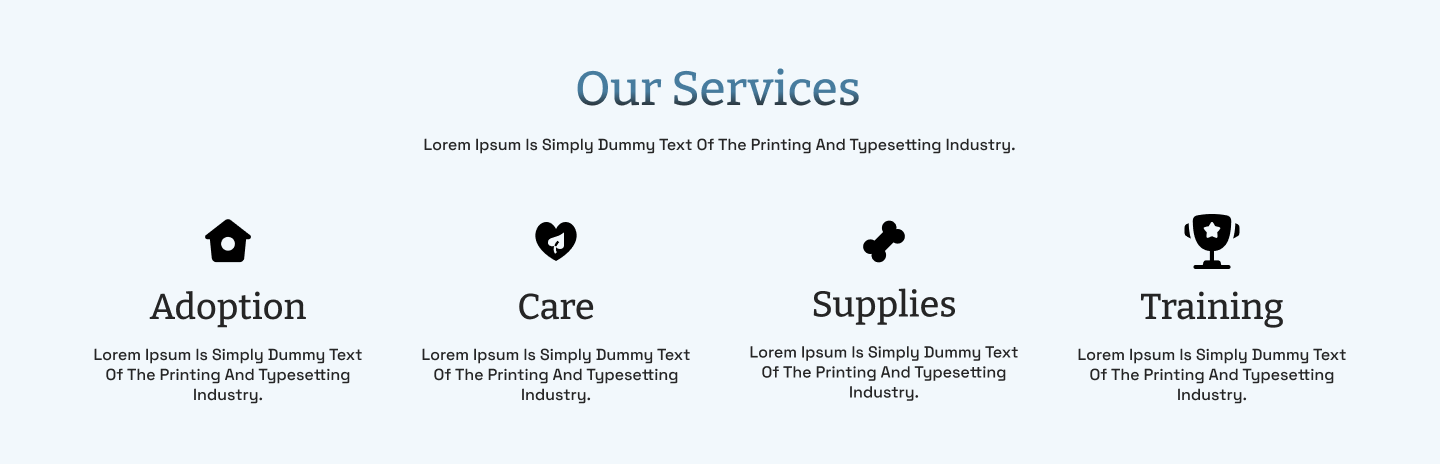 Our Services
Lorem Ipsum Is Simply Dummy Text Of The Printing And Typesetting Industry.
Adoption
Lorem Ipsum Is Simply Dummy Text
Of The Printing And Typesetting
Industry.
Care
Lorem Ipsum Is Simply Dummy Text
Of The Printing And Typesetting
Industry.
Supplies
Lorem Ipsum Is Simply Dummy Text
Of The Printing And Typesetting
Industry.
Training
Lorem Ipsum Is Simply Dummy Text
Of The Printing And Typesetting
Industry.